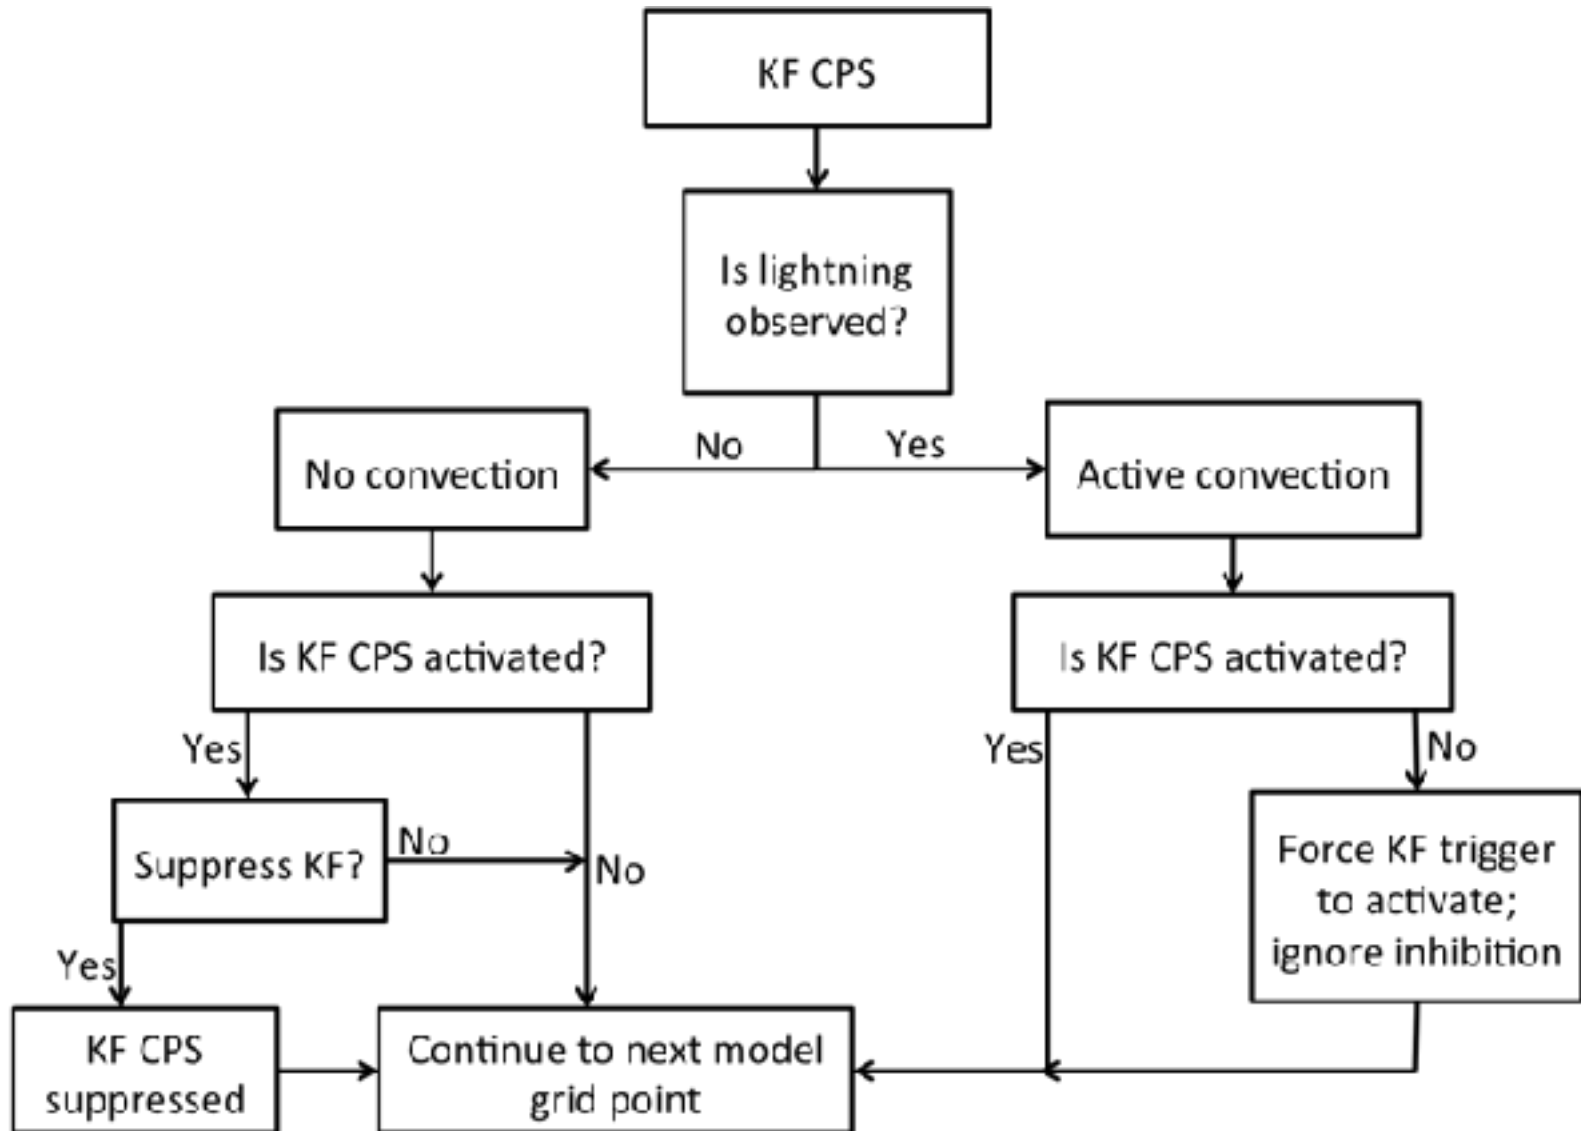 KF CPS
Is lightning
observed?
No
Yes
No convection
Active convection
Is KF CPS activated?
Is KF CPS activated?
Yes
Yes
No
Suppress KF?
No
No
Force KF trigger
to activate;
ignore inhibition
Yes
KF CPS
suppressed
Continue to next model
grid point